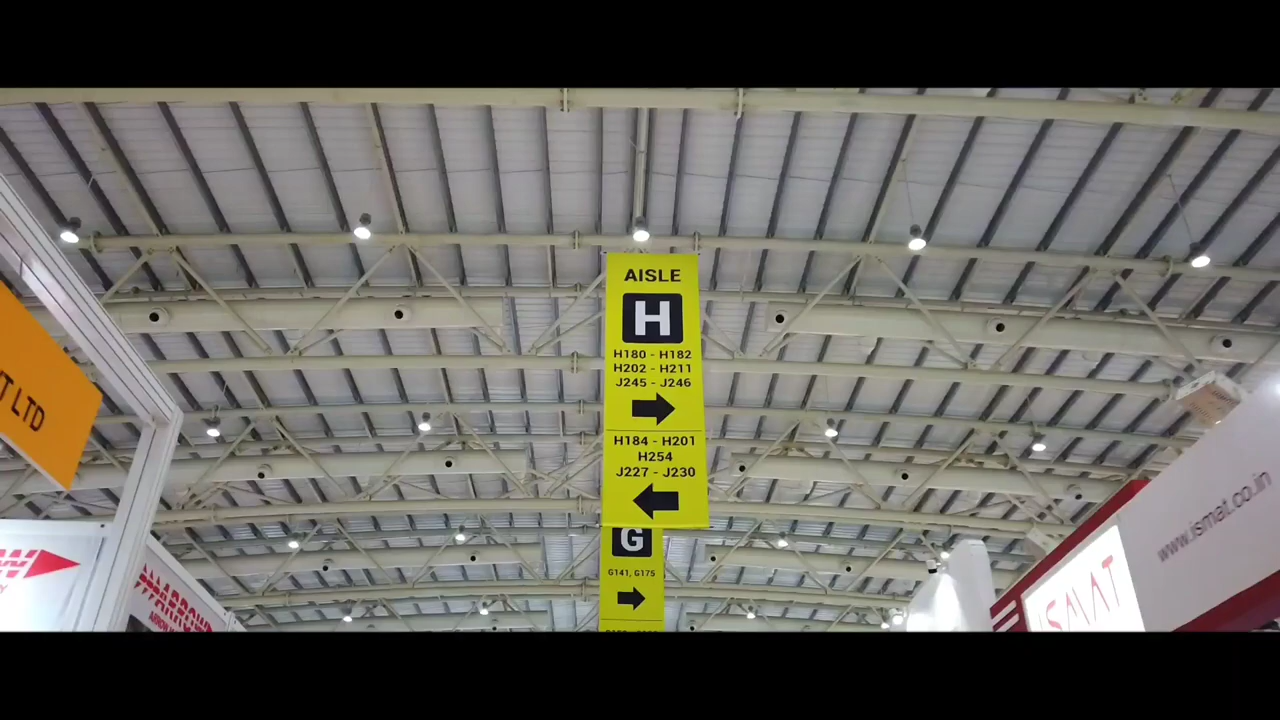 AISLE
H
H180 - H182
H202 - H211
J245 - J246
H184 - H201
H254
J227 - J230
G
G141, G175
T LTD
www.ismat.co.in
ISMAT